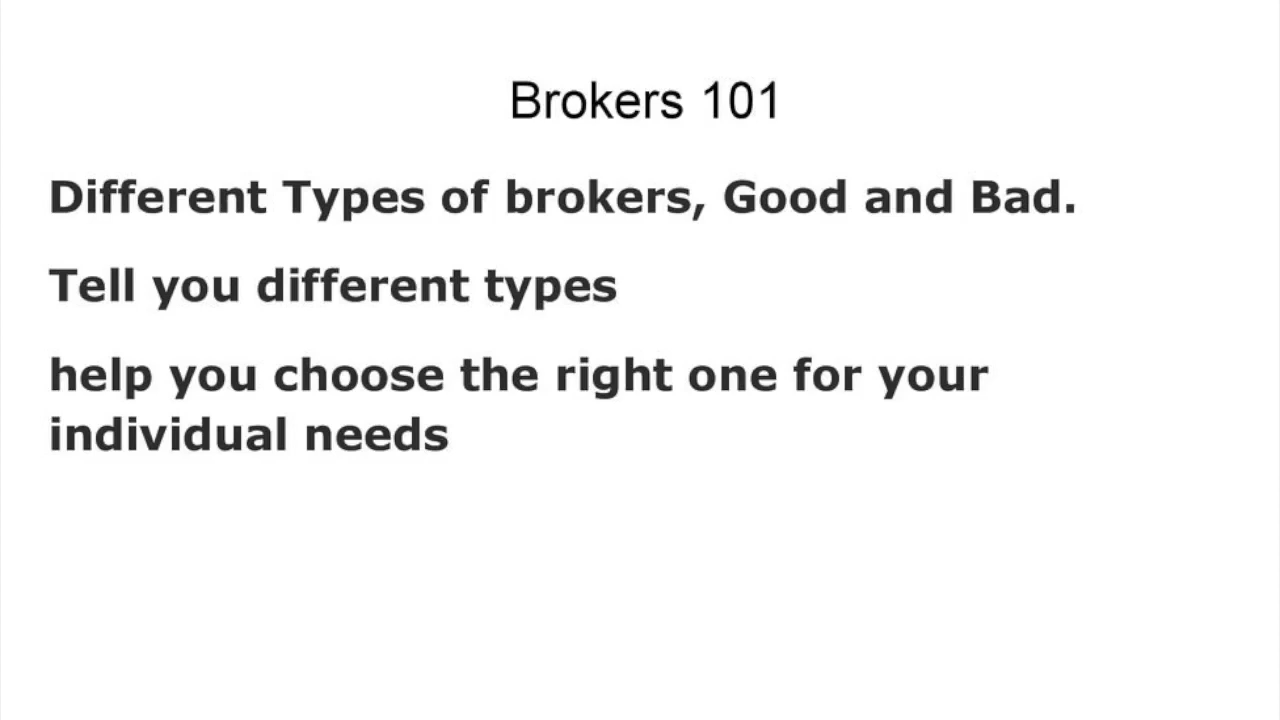 Brokers 101
Different Types of brokers, Good and Bad.
Tell you different types
help you choose the right one for your
individual needs